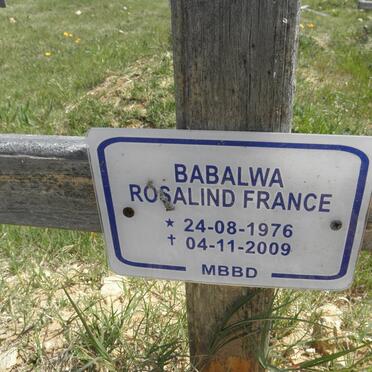 BABALWA
ROSALIND FRANCE
★ 24-08-1976
✝ 04-11-2009
MBBD